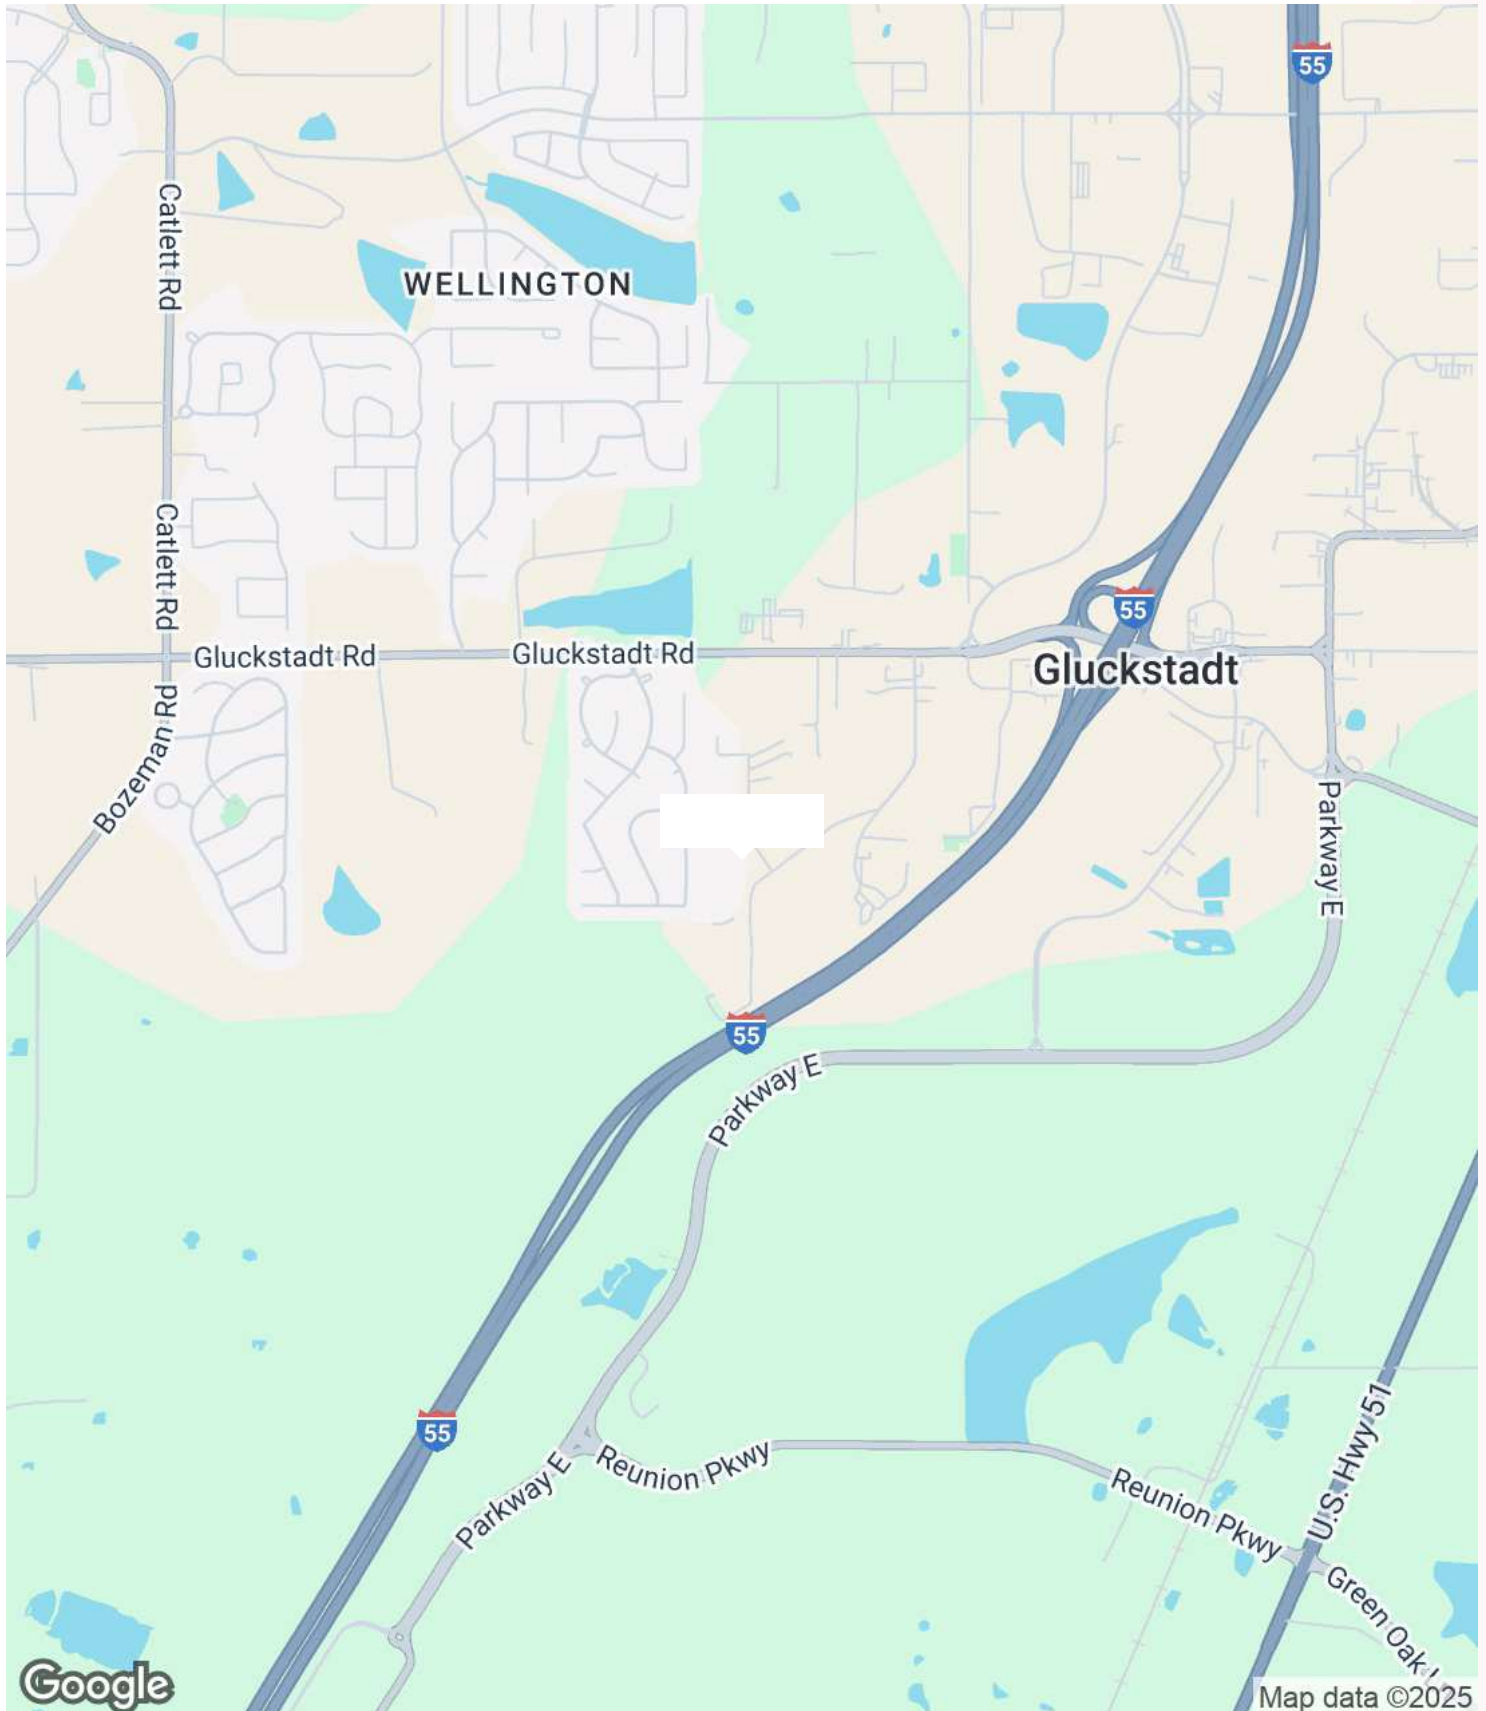 55
Catlett Rd
WELLINGTON
Catlett Rd
55
Gluckstadt Rd
Gluckstadt Rd
Gluckstadt
Bozeman Rd
Parkway E
55
Parkway E
U.S. Hwy 51
55
Parkway E
Reunion Pkwy
Reunion Pkwy
Green Oak
Google
Map data ©2025